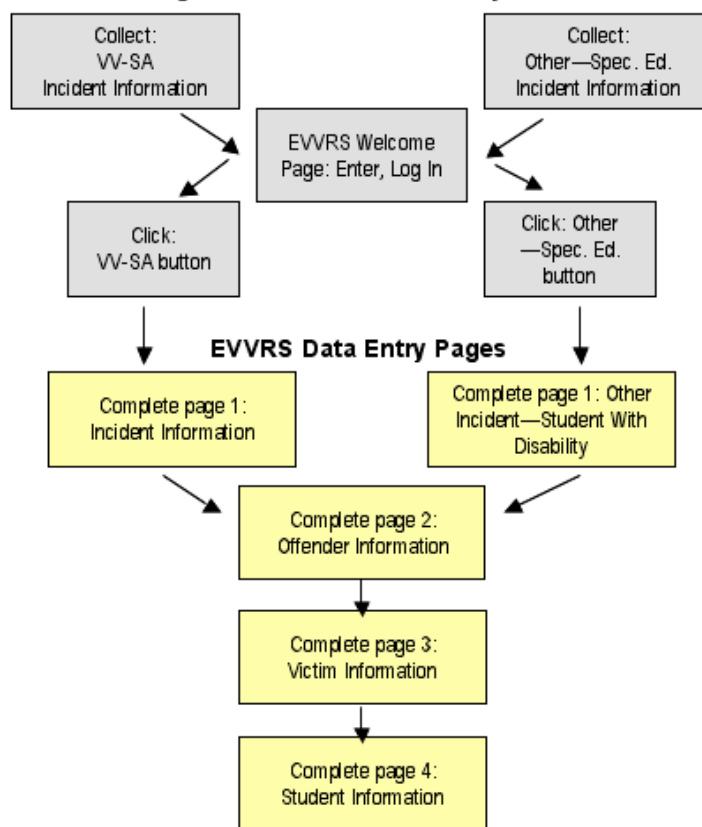 Collect:
VV-SA
Incident Information
Collect:
Other—Spec. Ed.
Incident Information
EVVRS Welcome
Page: Enter, Log In
Click:
VV-SA button
Click: Other
—Spec. Ed.
button
EVVRS Data Entry Pages
Complete page 1:
Incident Information
Complete page 1: Other
Incident—Student With
Disability
Complete page 2:
Offender Information
Complete page 3:
Victim Information
Complete page 4:
Student Information